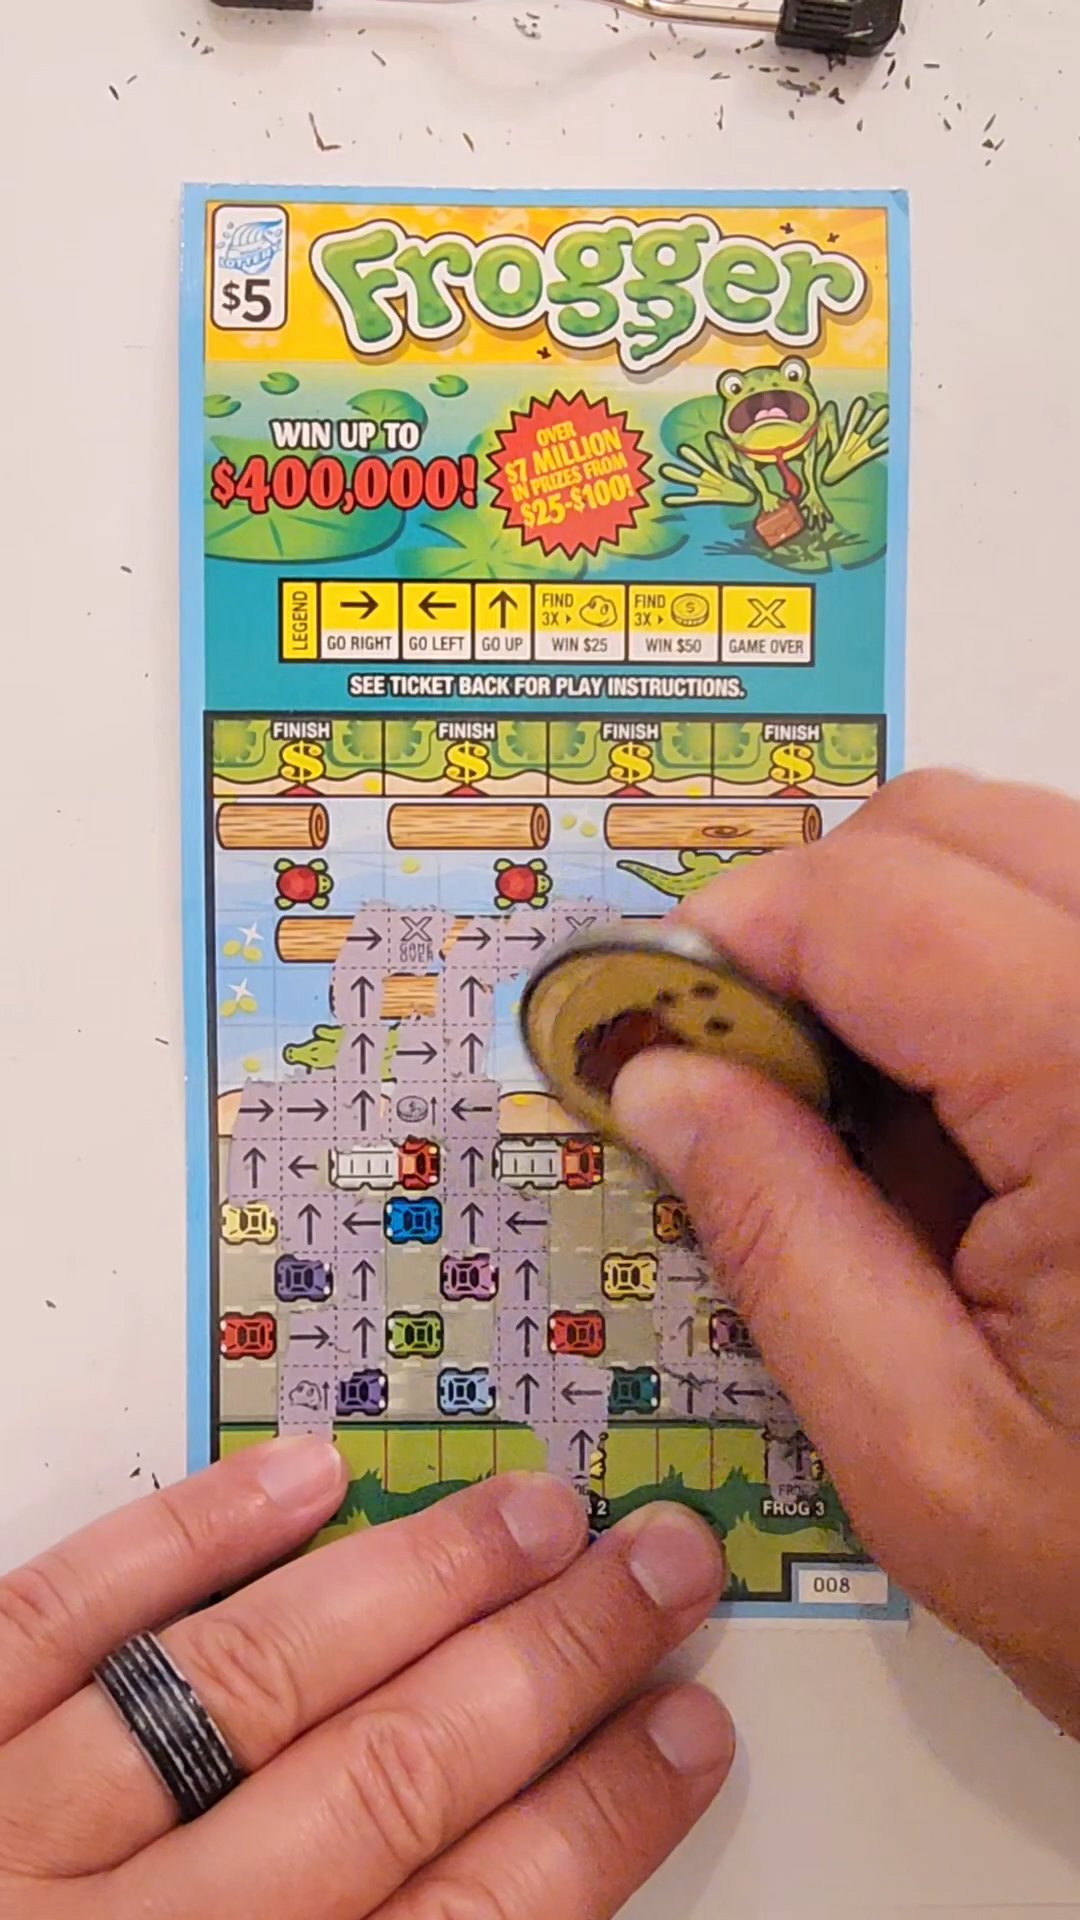 LOTTERY
$5
Frogger
WIN UP TO
$400,000!
OVER
$7 MILLION
IN PRIZES FROM
$25-$100!
LEGEND
GO RIGHT
GO LEFT
GO UP
FIND
3X
WIN $25
FIND
3X
$
WIN $50
X
GAME OVER
SEE TICKET BACK FOR PLAY INSTRUCTIONS.
FINISH FINISH FINISH FINISH
$ $ $ $
X X
GAME
OVER
$
2
FROG 3
008